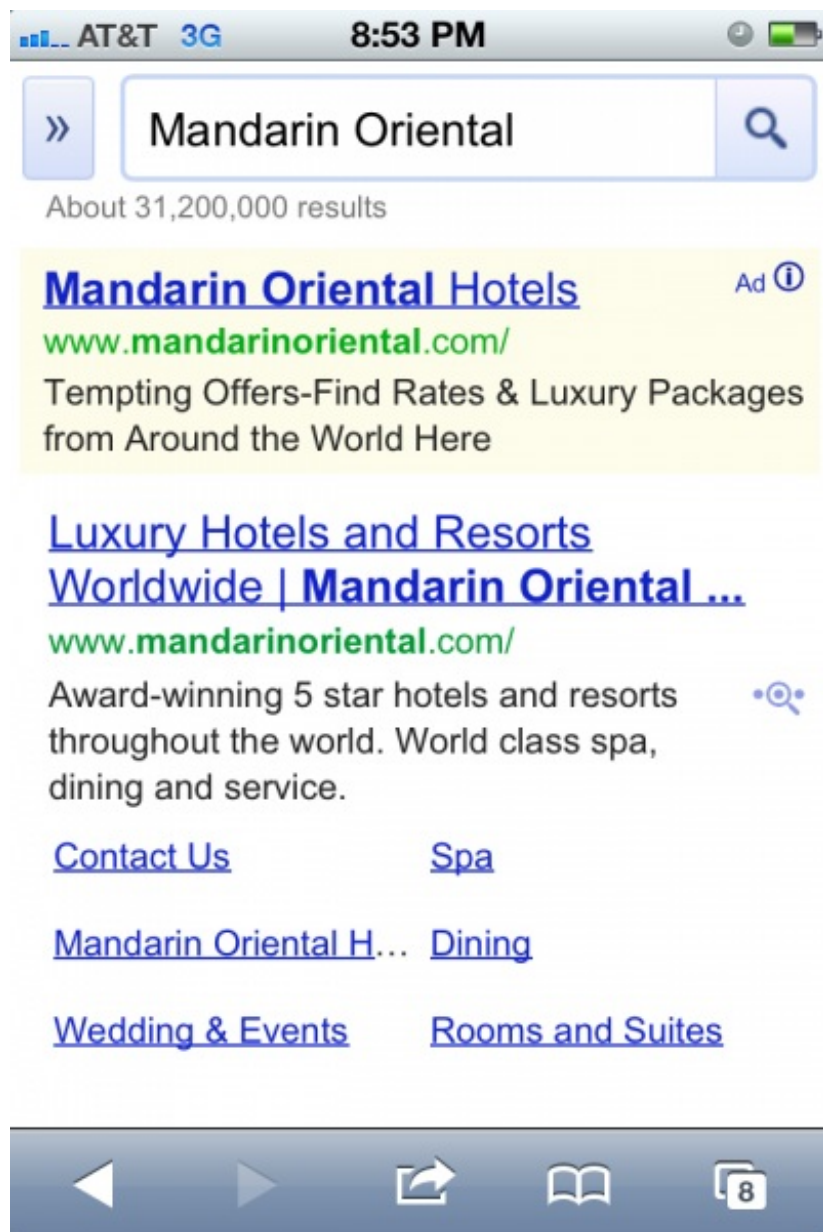 AT&T 3G 8:53 PM
» Mandarin Oriental
About 31,200,000 results
Mandarin Oriental Hotels Ad
www.mandarinoriental.com/
Tempting Offers-Find Rates & Luxury Packages
from Around the World Here
Luxury Hotels and Resorts
Worldwide | Mandarin Oriental ...
www.mandarinoriental.com/
Award-winning 5 star hotels and resorts
throughout the world. World class spa,
dining and service.
Contact Us Spa
Mandarin Oriental H... Dining
Wedding & Events Rooms and Suites
8